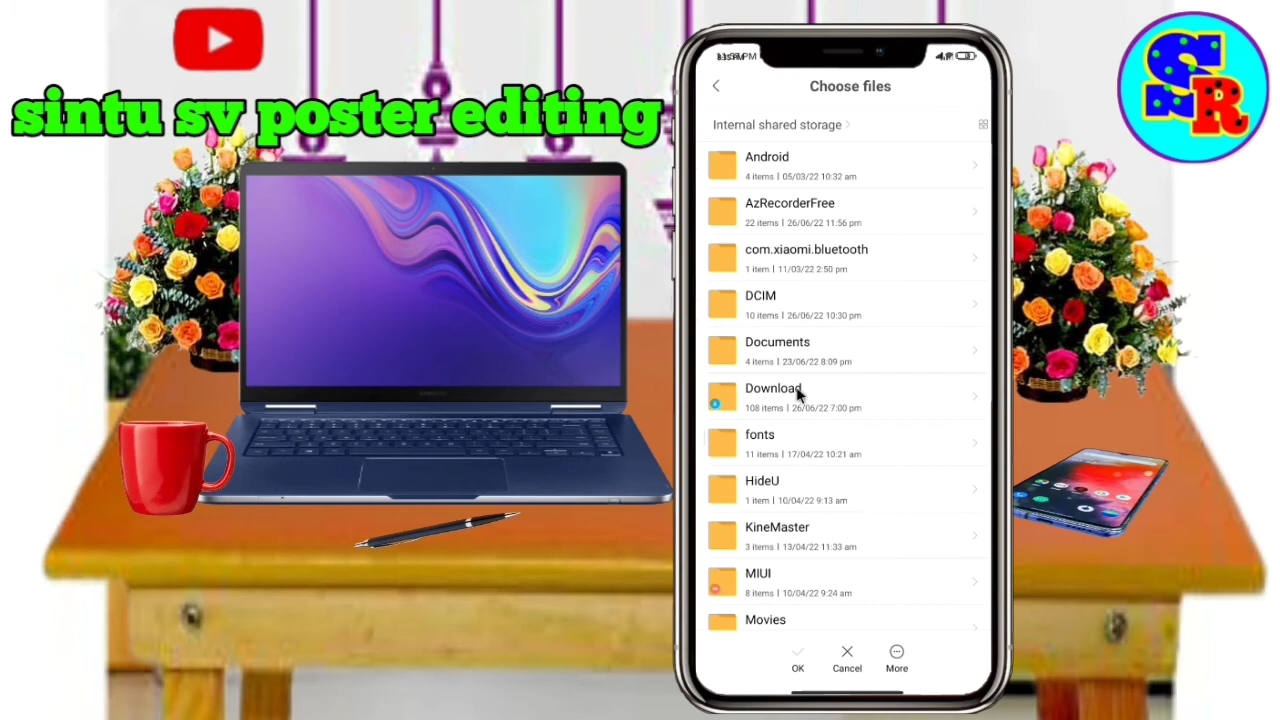 sintu sv poster editing
SNR
Choose files
Internal shared storage
Android
4 items | 05/03/22 10:32 am
AzRecorderFree
22 items | 26/06/22 11:56 pm
com.xiaomi.bluetooth
1 item | 11/03/22 2:50 pm
DCIM
10 items | 26/06/22 10:30 pm
Documents
4 items | 23/06/22 8:09 pm
Download
108 items | 26/06/22 7:00 pm
fonts
11 items | 17/04/22 10:21 am
HideU
1 item | 10/04/22 9:13 am
KineMaster
3 items | 13/04/22 11:33 am
MIUI
8 items | 10/04/22 9:24 am
Movies
OK Cancel More